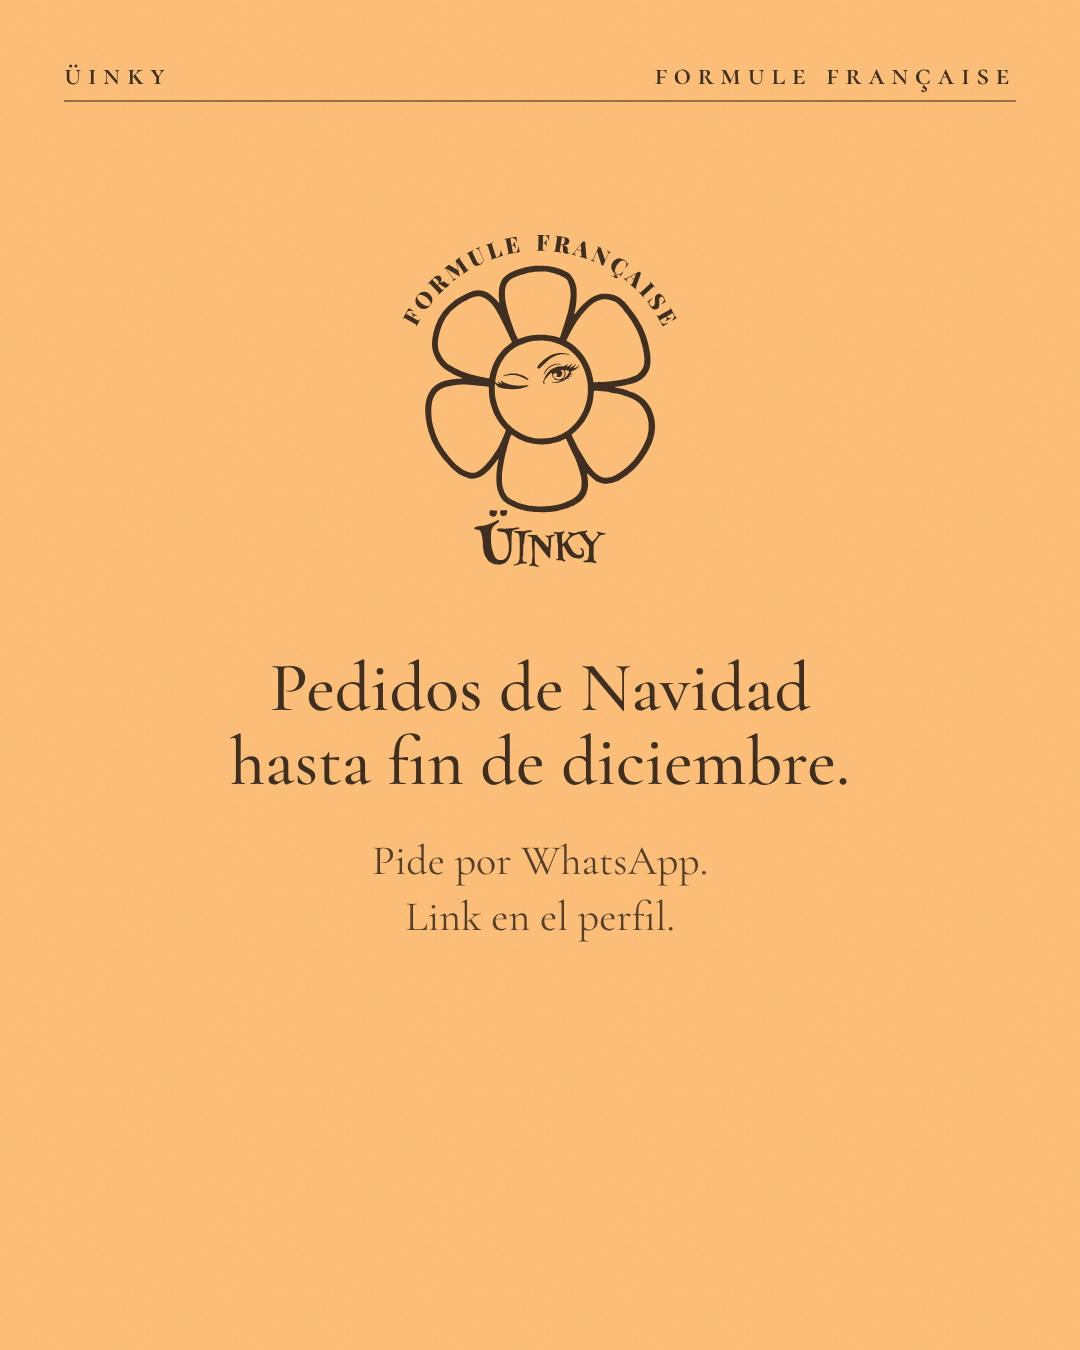 ÜINKY
FORMULE FRANÇAISE
FORMULE FRANÇAISE
ÜINKY
Pedidos de Navidad
hasta fin de diciembre.
Pide por WhatsApp.
Link en el perfil.